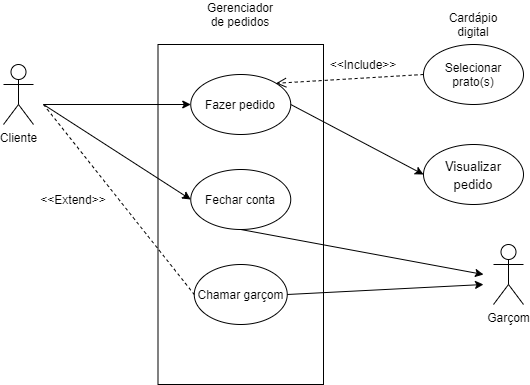 Gerenciador
de pedidos
Cardápio
digital
<<Include>>
Selecionar
prato(s)
Fazer pedido
Cliente
Visualizar
pedido
<<Extend>>
Fechar conta
Chamar garçom
Garçom